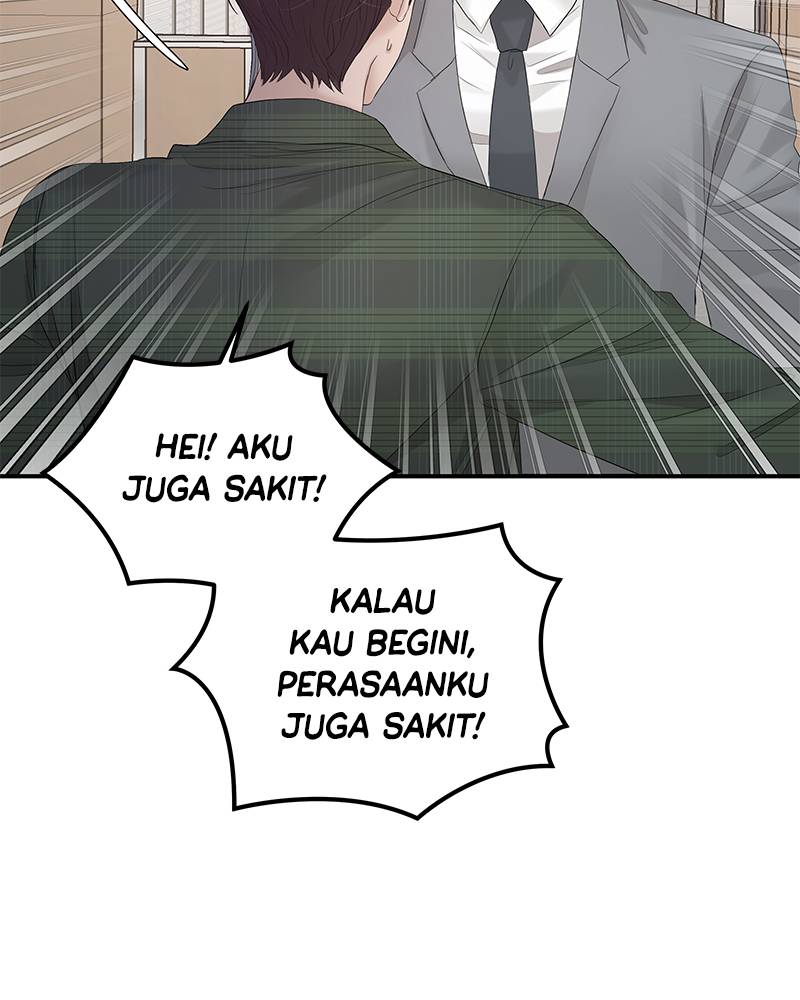 HEI! AKU
JUGA SAKIT!
KALAU
KAU BEGINI,
PERASAANKU
JUGA SAKIT!